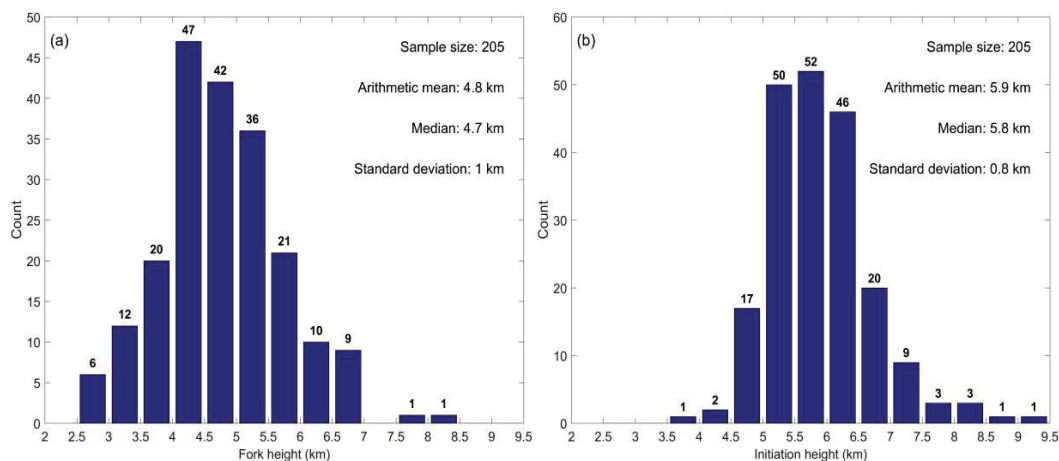 (a)
Sample size: 205
Arithmetic mean: 4.8 km
Median: 4.7 km
Standard deviation: 1 km
Count
50
45
40
35
30
25
20
15
10
5
0
6
12
20
47
42
36
21
10
9
1
1
2 2.5 3 3.5 4 4.5 5 5.5 6 6.5 7 7.5 8 8.5 9.5
Fork height (km)
(b)
Sample size: 205
Arithmetic mean: 5.9 km
Median: 5.8 km
Standard deviation: 0.8 km
Count
60
50
40
30
20
10
0
1
2
17
50
52
46
20
9
3
3
1
1
2 2.5 3 3.5 4 4.5 5 5.5 6 6.5 7 7.5 8 8.5 9 9.5
Initiation height (km)